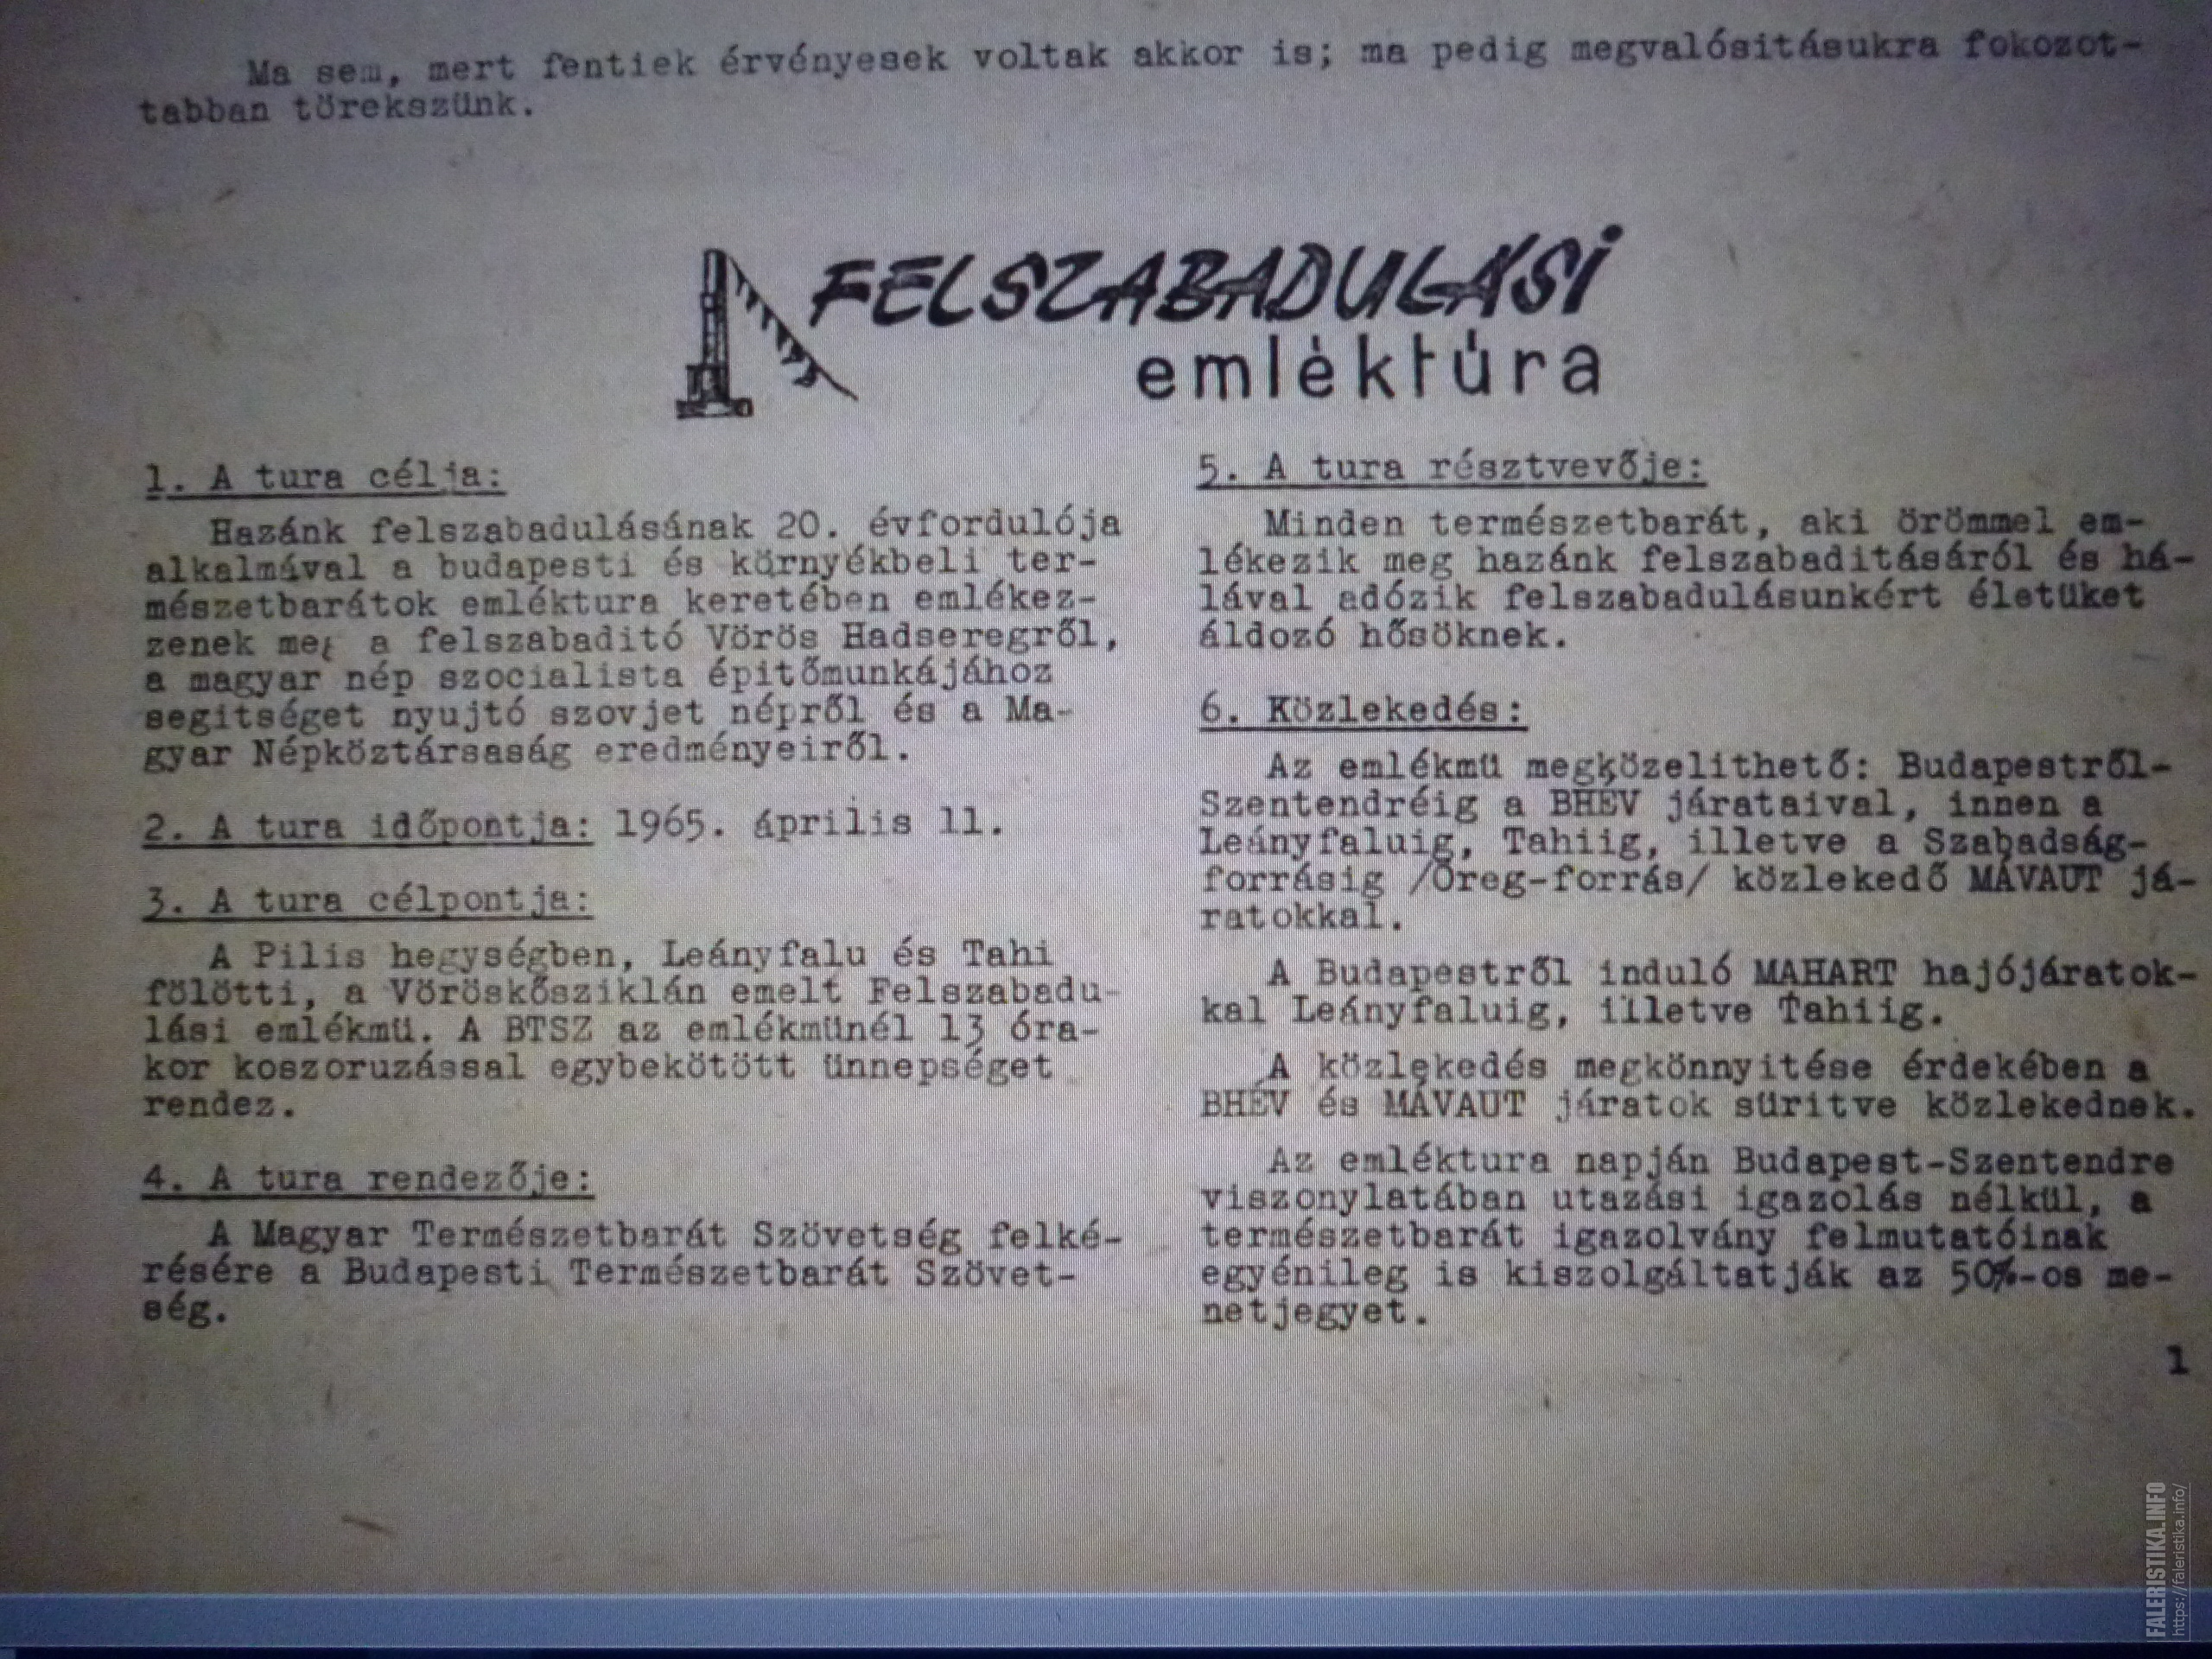 Ma sem, mert fentiek érvényesek voltak akkor is; ma pedig megvalósitásukra fokozot-
tabban törekszünk.
FELSZABADULÁSI
emléktúra
1. A tura célja:
Hazánk felszabadulásának 20. évfordulója
alkalmával a budapesti és környékbeli ter-
mészetbarátok emléktura keretében emlékez-
zenek meg a felszabaditó Vörös Hadseregről,
a magyar nép szocialista épitőmunkájához
segitséget nyujtó szovjet népről és a Ma-
gyar Népköztársaság eredményeiről.
2. A tura időpontja: 1965. április 11.
3. A tura célpontja:
A Pilis hegységben, Leányfalu és Tahi
fölötti, a Vöröskősziklán emelt Felszabadu-
lási emlékmü. A BTSZ az emlékmünél 13 óra-
kor koszoruzással egybekötött ünnepséget
rendez.
4. A tura rendezője:
A Magyar Természetbarát Szövetség felké-
résére a Budapesti Természetbarát Szövet-
ség.
5. A tura résztvevője:
Minden természetbarát, aki örömmel em-
lékezik meg hazánk felszabaditásáról és há-
lával adózik felszabadulásunkért életüket
áldozó hősöknek.
6. Közlekedés:
Az emlékmü megközelithető: Budapestről-
Szentendréig a BHÉV járataival, innen a
Leányfaluig, Tahiig, illetve a Szabadság-
forrásig /Öreg-forrás/ közlekedő MÁVAUT já-
ratokkal.
A Budapestről induló MAHART hajójáratok-
kal Leányfaluig, illetve Tahiig.
A közlekedés megkönnyitése érdekében a
BHÉV és MÁVAUT járatok süritve közlekednek.
Az emléktura napján Budapest-Szentendre
viszonylatában utazási igazolás nélkül, a
természetbarát igazolvány felmutatóinak
egyénileg is kiszolgáltatják az 50%-os me-
netjegyet.
1
FALERISTIKA.INFO
https://faleristika.info/